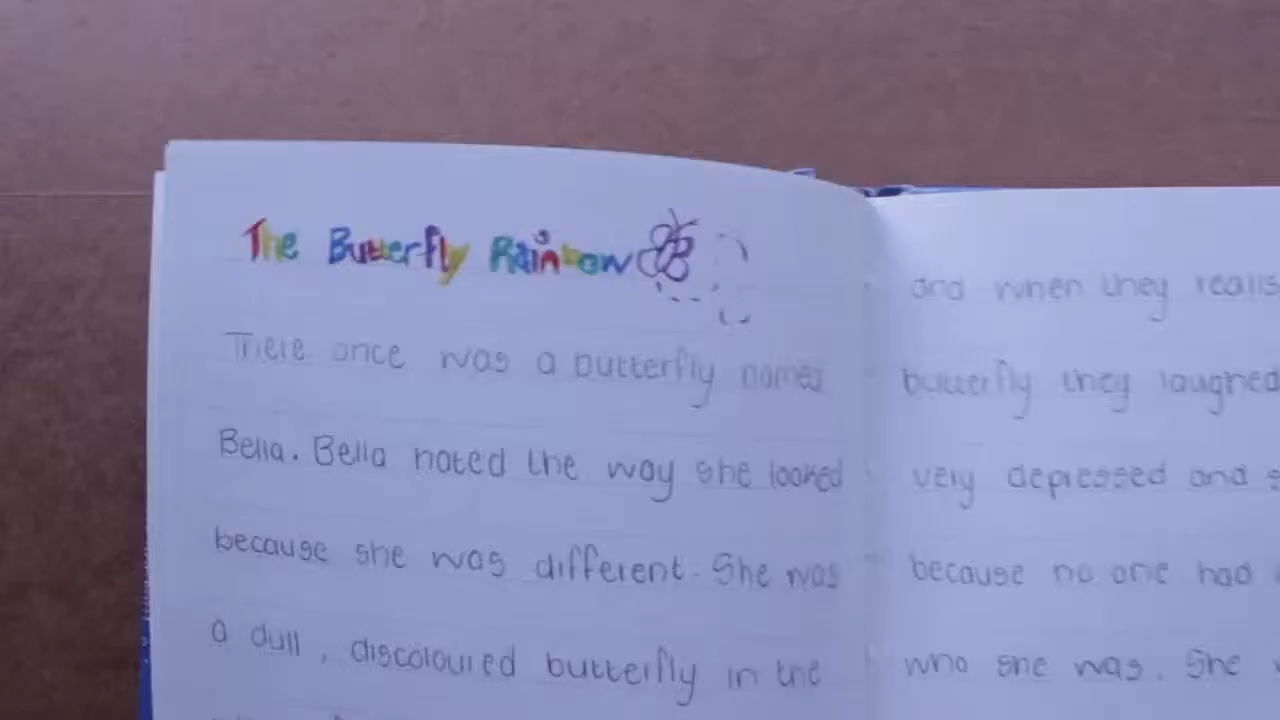 The Butterfly Rainbow
There once was a butterfly names
Bella. Bella hated the way she looked
because she was different. She was
a dull, discoloured butterfly in the
and when they realis
butterfly they laughed
very depressed and s
because no one had
who she was. She